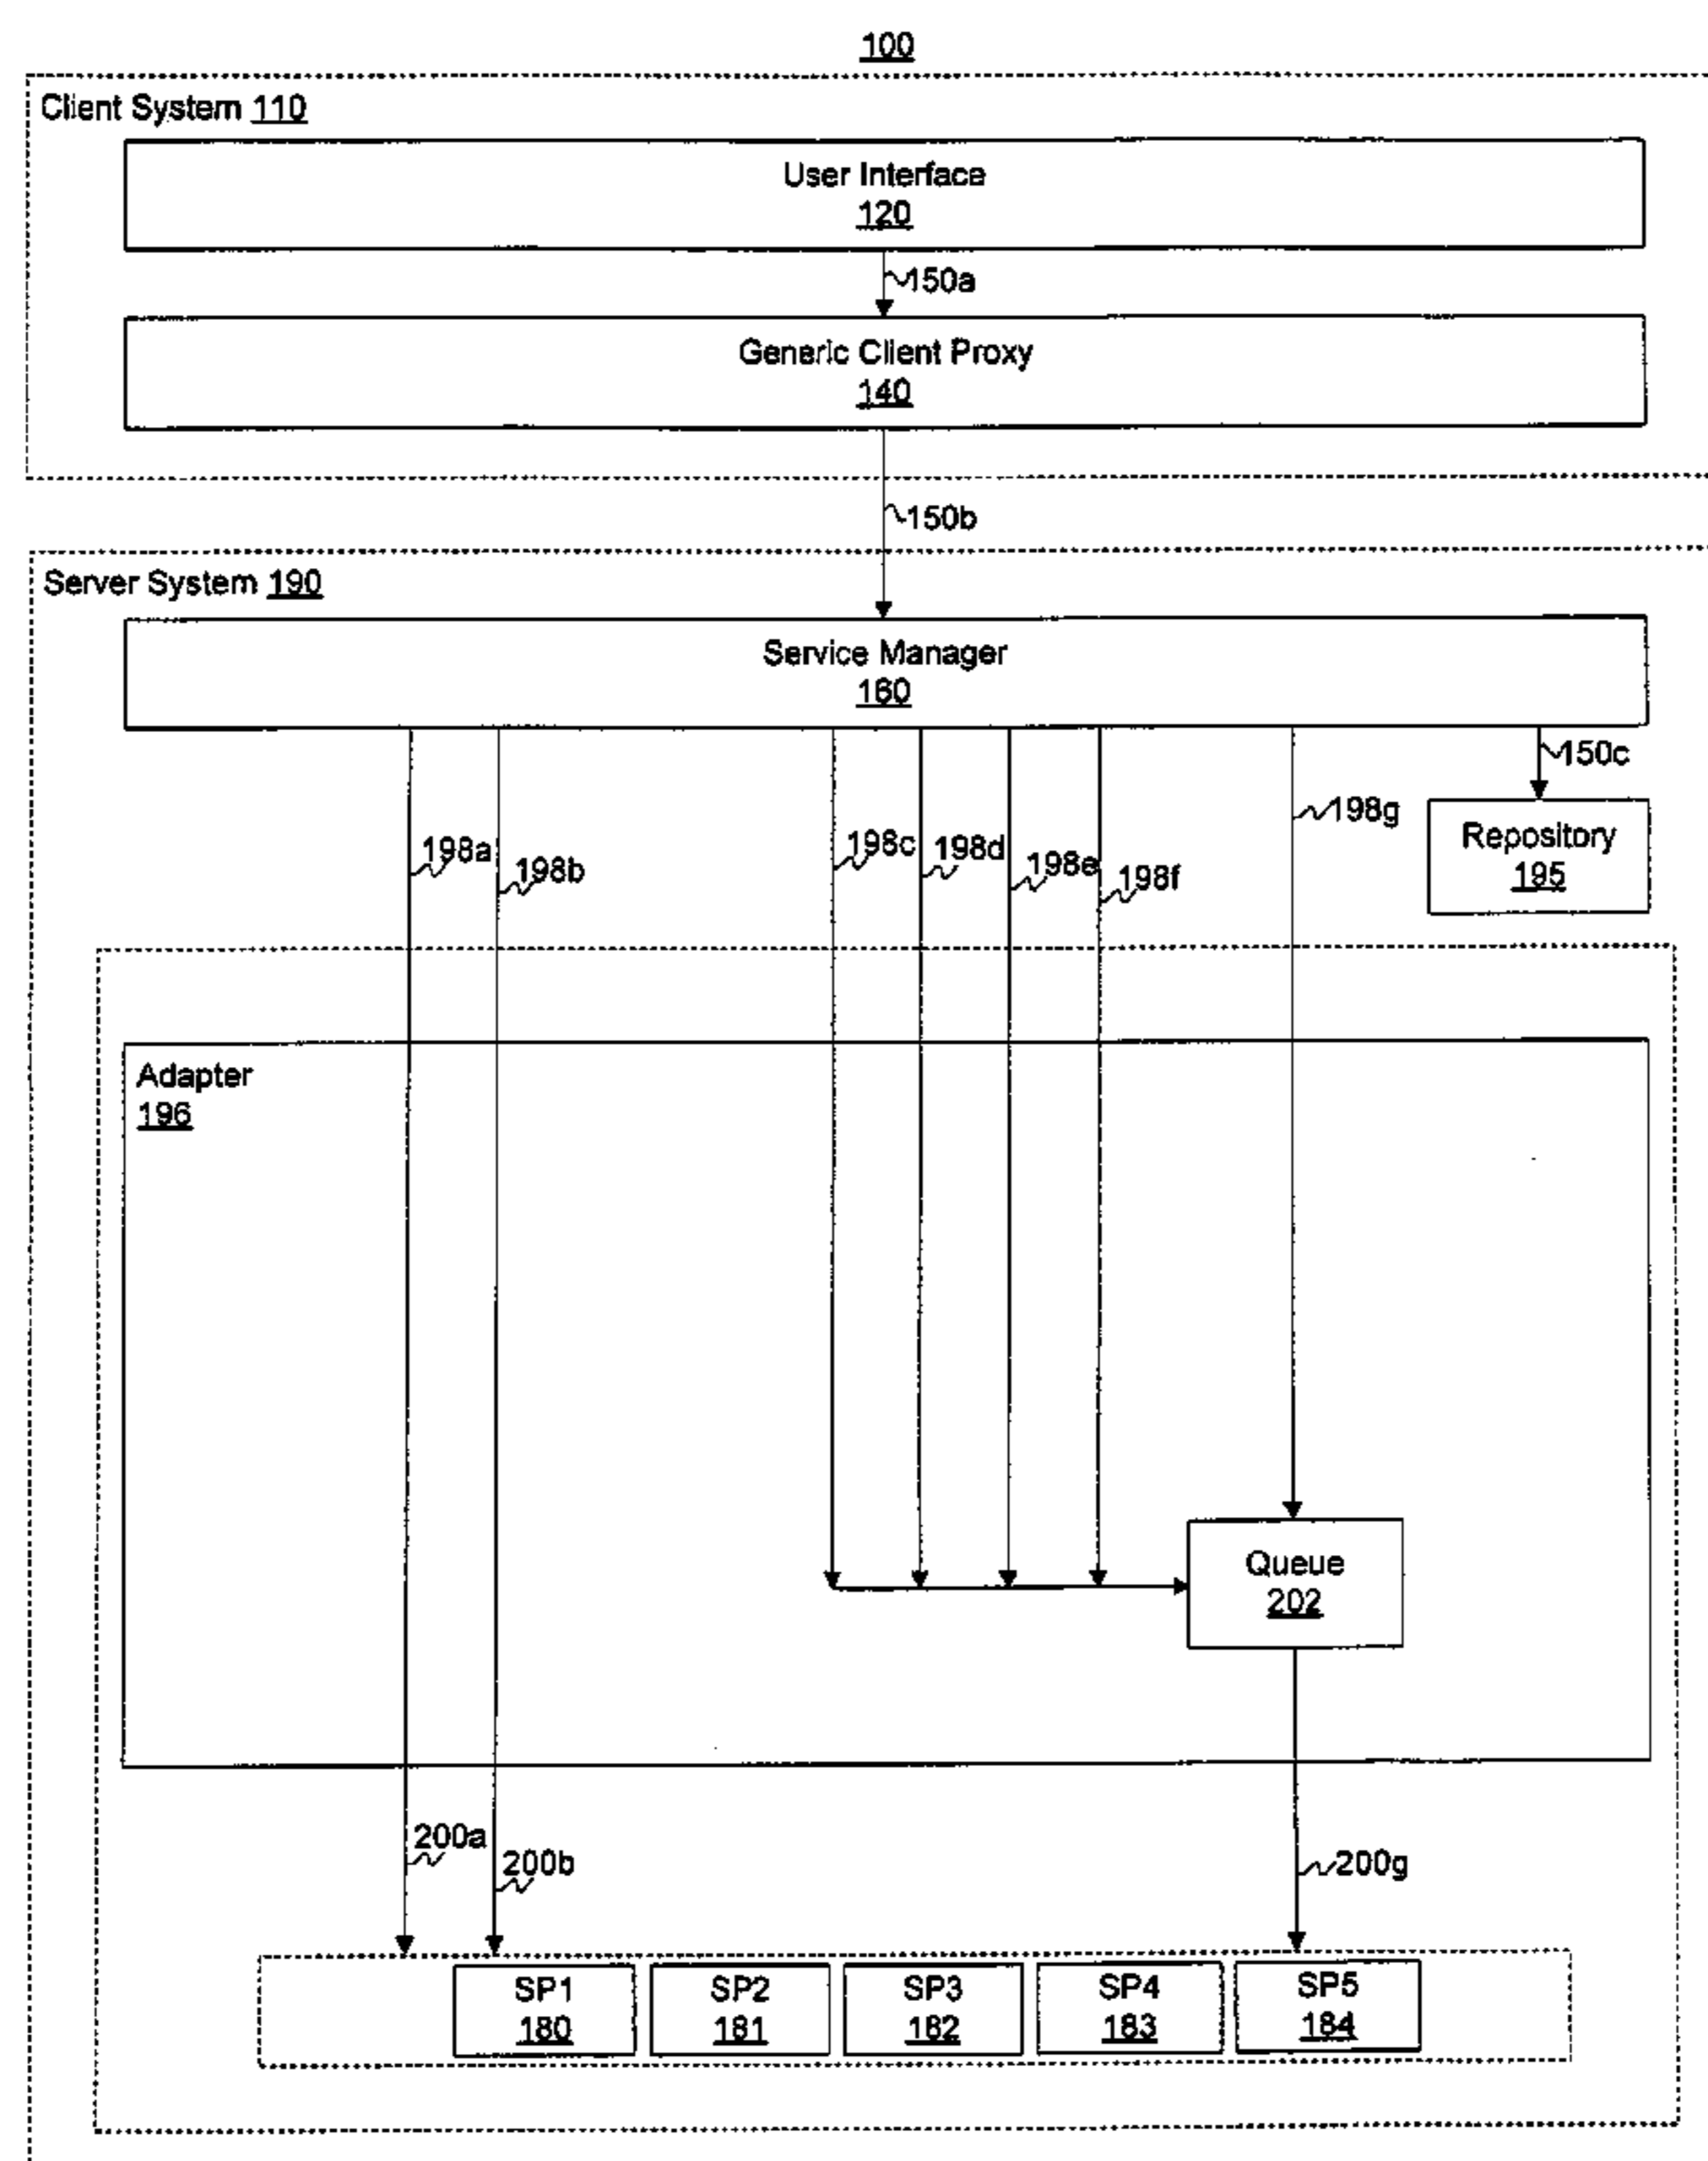 100
Client System 110
User Interface
120
150a
Generic Client Proxy
140
150b
Server System 190
Service Manager
160
150c
198g
Repository
195
198a
198b
198c
198d
198e
198f
Adapter
196
Queue
202
200a
200b
200g
SP1
180
SP2
181
SP3
182
SP4
183
SP5
184